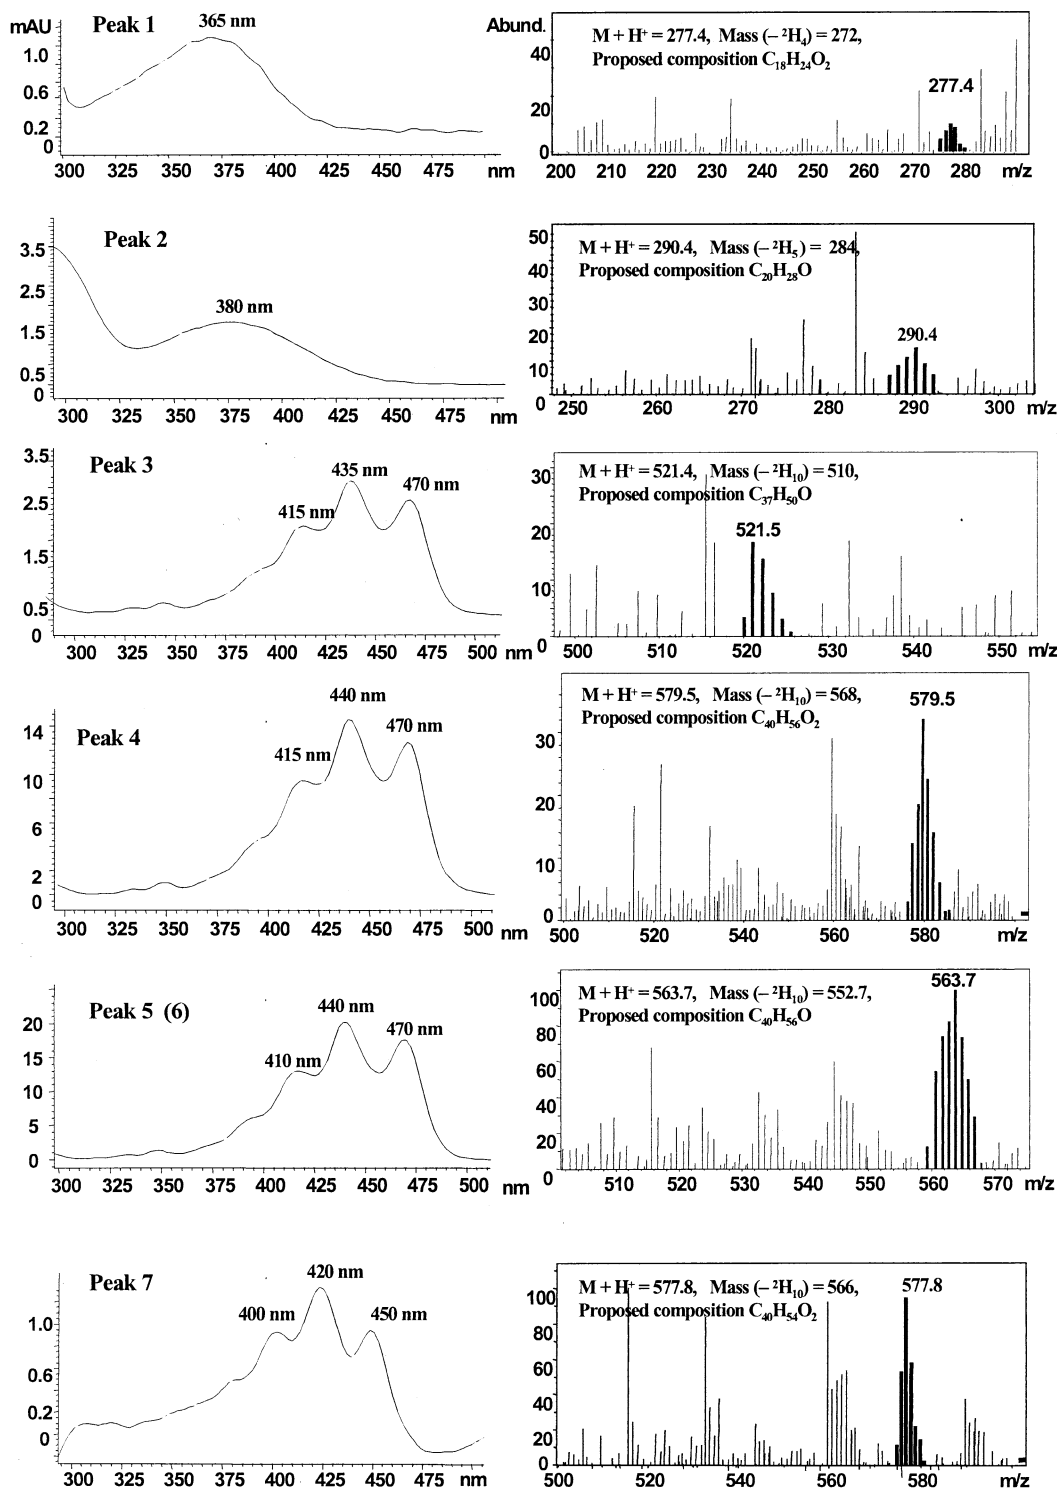 mAU
Peak 1
365 nm
1.0
0.6
0.2
0
300 325 350 375 400 425 450 475 nm
Abund.
M + H⁺ = 277.4, Mass (– ²H₄) = 272,
Proposed composition C₁₈H₂₄O₂
277.4
40
20
0
200 210 220 230 240 250 260 270 280 m/z
Peak 2
380 nm
3.5
2.5
1.5
0.5
0
300 325 350 375 400 425 450 475 nm
M + H⁺ = 290.4, Mass (– ²H₅) = 284,
Proposed composition C₂₀H₂₈O
290.4
50
40
30
20
10
0
250 260 270 280 290 300 m/z
Peak 3
415 nm
435 nm
470 nm
3.5
2.5
1.5
0.5
0
300 325 350 375 400 425 450 475 500 nm
M + H⁺ = 521.4, Mass (– ²H₁₀) = 510,
Proposed composition C₃₇H₅₀O
521.5
30
20
10
0
500 510 520 530 540 550 m/z
Peak 4
415 nm
440 nm
470 nm
14
10
6
2
0
300 325 350 375 400 425 450 475 500 nm
M + H⁺ = 579.5, Mass (– ²H₁₀) = 568,
Proposed composition C₄₀H₅₆O₂
579.5
30
20
10
0
500 520 540 560 580 m/z
Peak 5 (6)
410 nm
440 nm
470 nm
20
15
10
5
0
300 325 350 375 400 425 450 475 500 nm
M + H⁺ = 563.7, Mass (– ²H₁₀) = 552.7,
Proposed composition C₄₀H₅₆O
563.7
100
80
60
40
20
0
510 520 530 540 550 560 570 m/z
Peak 7
400 nm
420 nm
450 nm
1.0
0.6
0.2
0
300 325 350 375 400 425 450 475 nm
M + H⁺ = 577.8, Mass (– ²H₁₀) = 566,
Proposed composition C₄₀H₅₄O₂
577.8
100
80
60
40
20
0
500 520 540 560 580 m/z